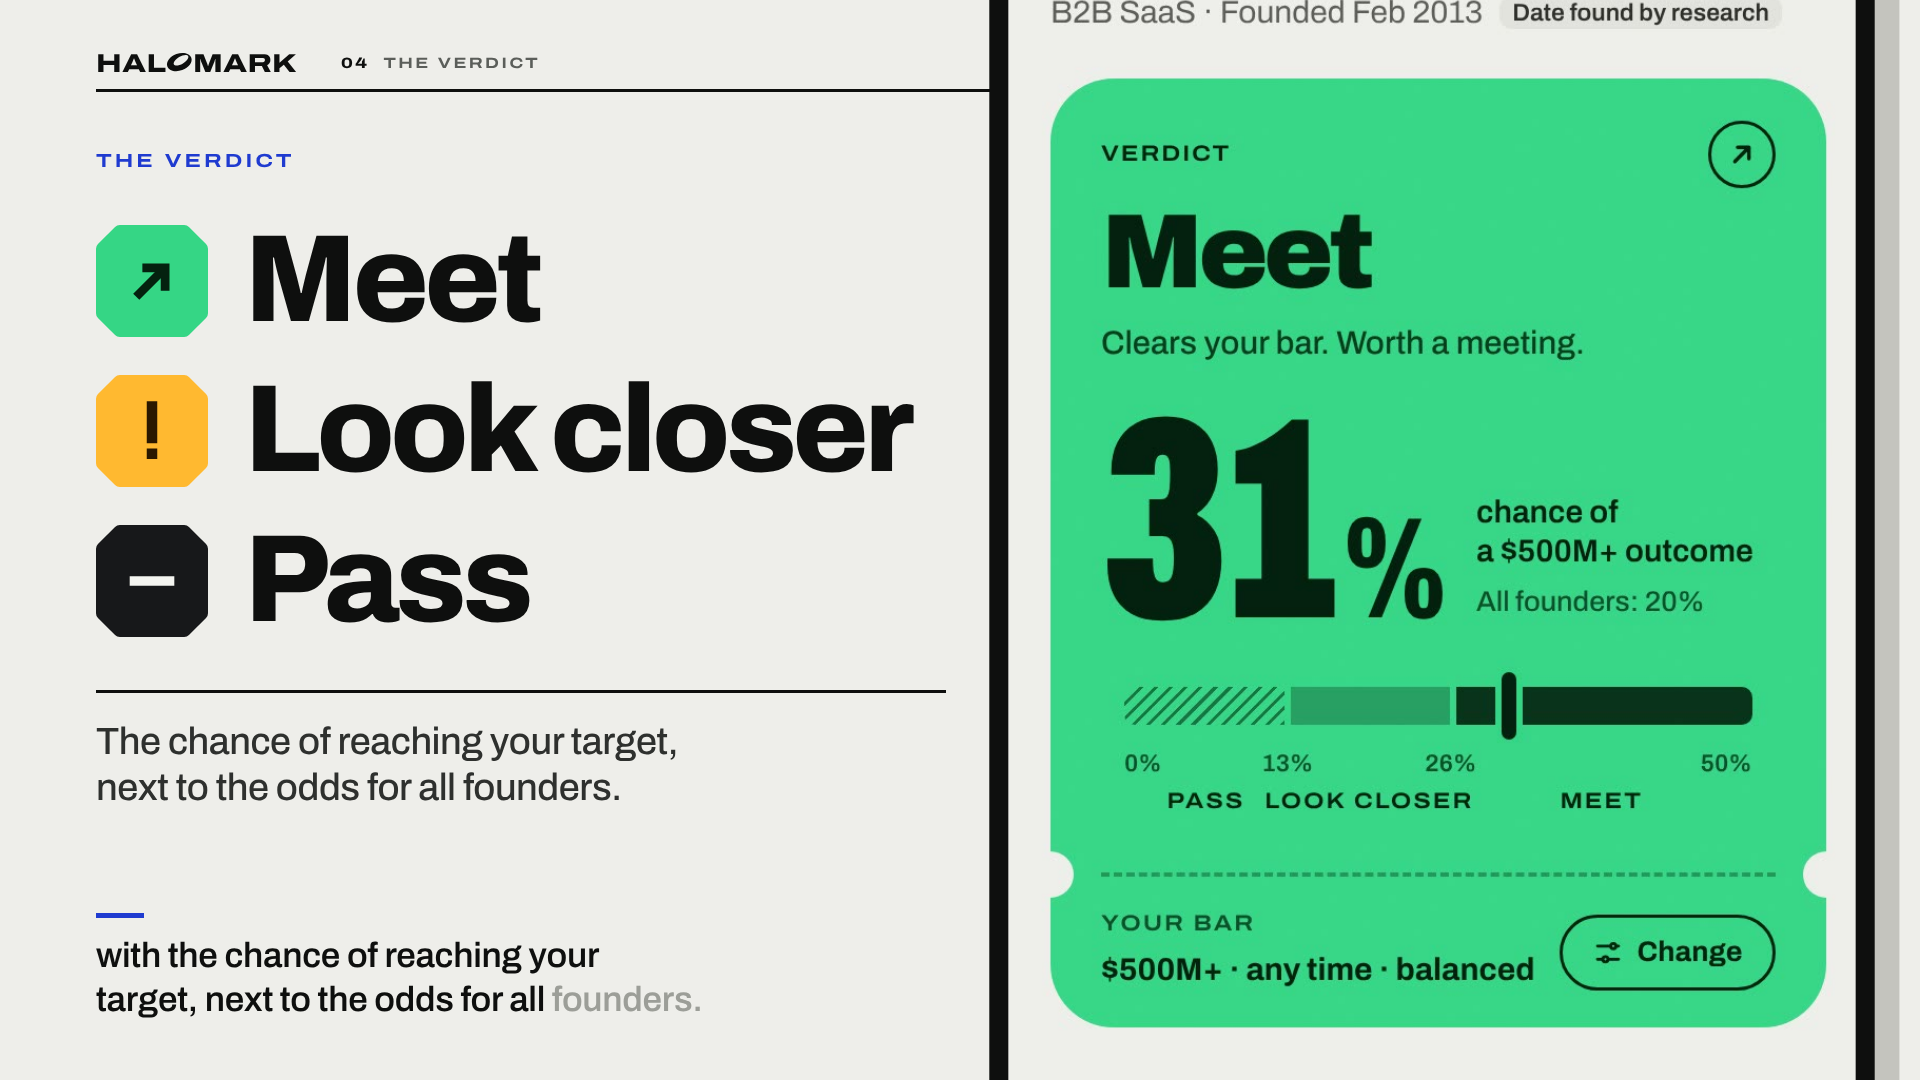 HALOMARK
04 THE VERDICT
THE VERDICT
Meet
! Look closer
Pass
The chance of reaching your target,
next to the odds for all founders.
with the chance of reaching your
target, next to the odds for all founders.
B2B SaaS · Founded Feb 2013 Date found by research
VERDICT
Meet
Clears your bar. Worth a meeting.
31%
chance of
a $500M+ outcome
All founders: 20%
0% 13% 26% 50%
PASS LOOK CLOSER MEET
YOUR BAR
$500M+ · any time · balanced
Change